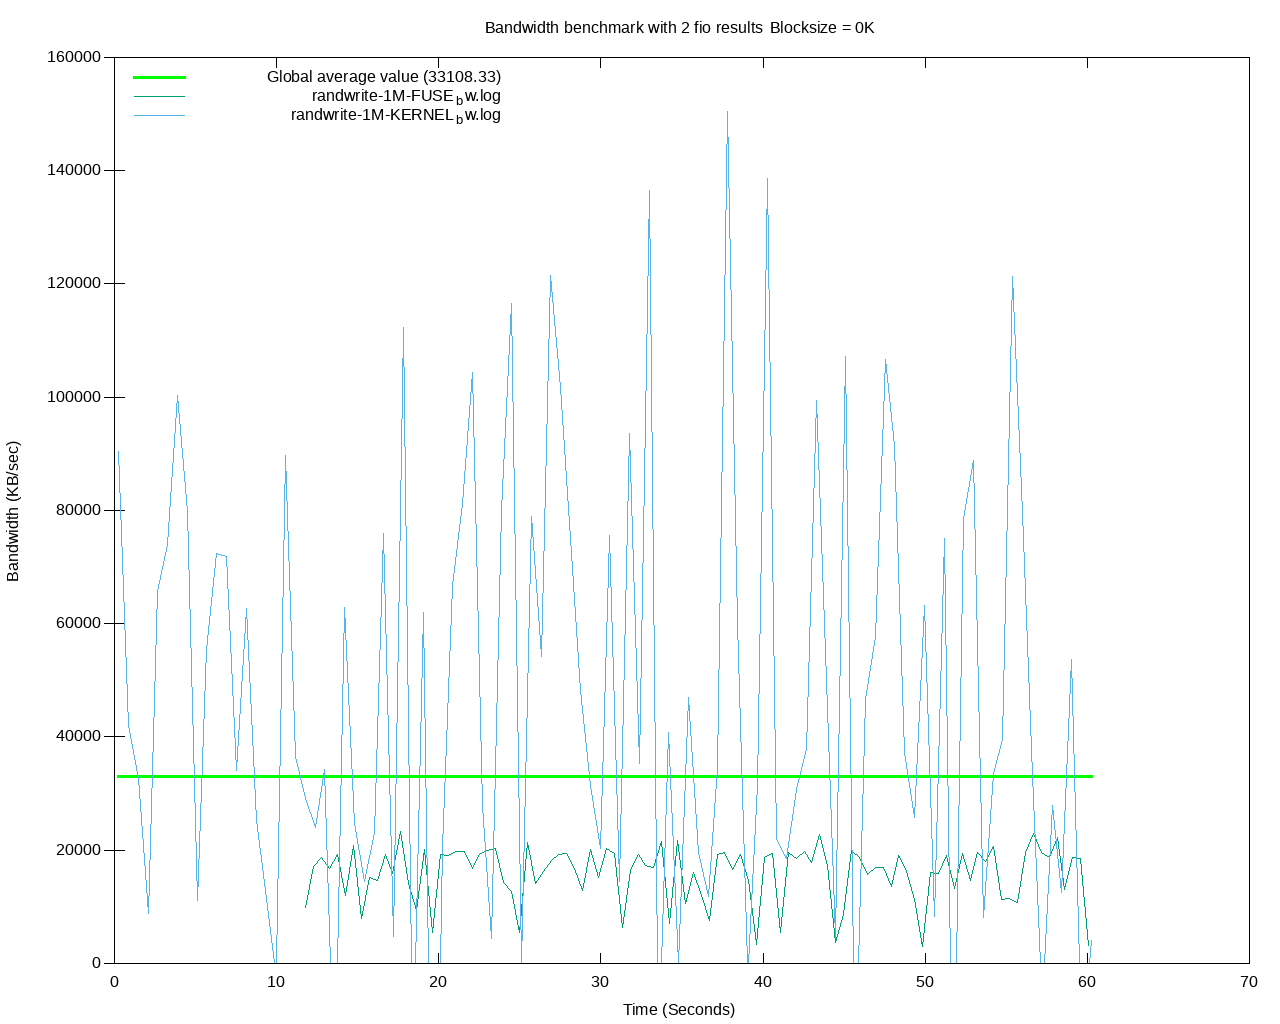 Bandwidth benchmark with 2 fio results Blocksize = 0K
160000
140000
120000
100000
80000
60000
40000
20000
0
Global average value (33108.33)
randwrite-1M-FUSEbw.log
randwrite-1M-KERNELbw.log
Bandwidth (KB/sec)
0 10 20 30 40 50 60 70
Time (Seconds)